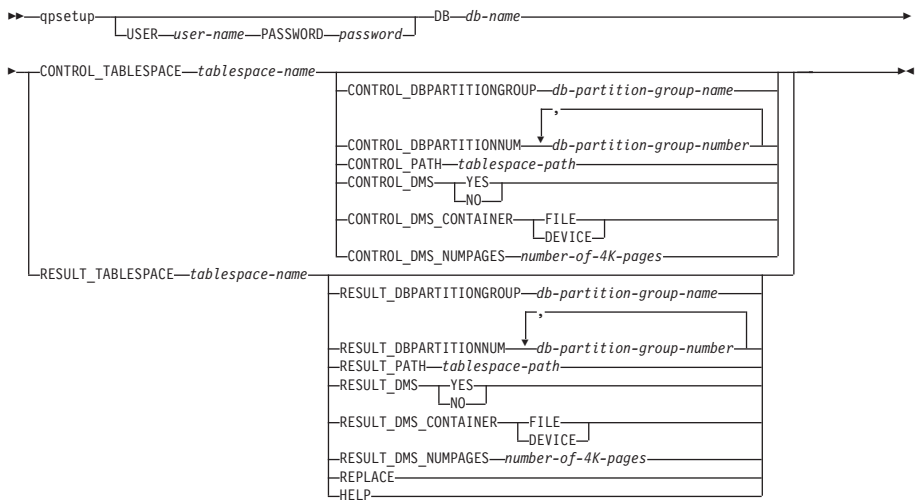 qpsetup DB db-name
USER user-name PASSWORD password
CONTROL_TABLESPACE tablespace-name
CONTROL_DBPARTITIONGROUP db-partition-group-name
,
CONTROL_DBPARTITIONNUM db-partition-group-number
CONTROL_PATH tablespace-path
CONTROL_DMS YES
NO
CONTROL_DMS_CONTAINER FILE
DEVICE
CONTROL_DMS_NUMPAGES number-of-4K-pages
RESULT_TABLESPACE tablespace-name
RESULT_DBPARTITIONGROUP db-partition-group-name
,
RESULT_DBPARTITIONNUM db-partition-group-number
RESULT_PATH tablespace-path
RESULT_DMS YES
NO
RESULT_DMS_CONTAINER FILE
DEVICE
RESULT_DMS_NUMPAGES number-of-4K-pages
REPLACE
HELP